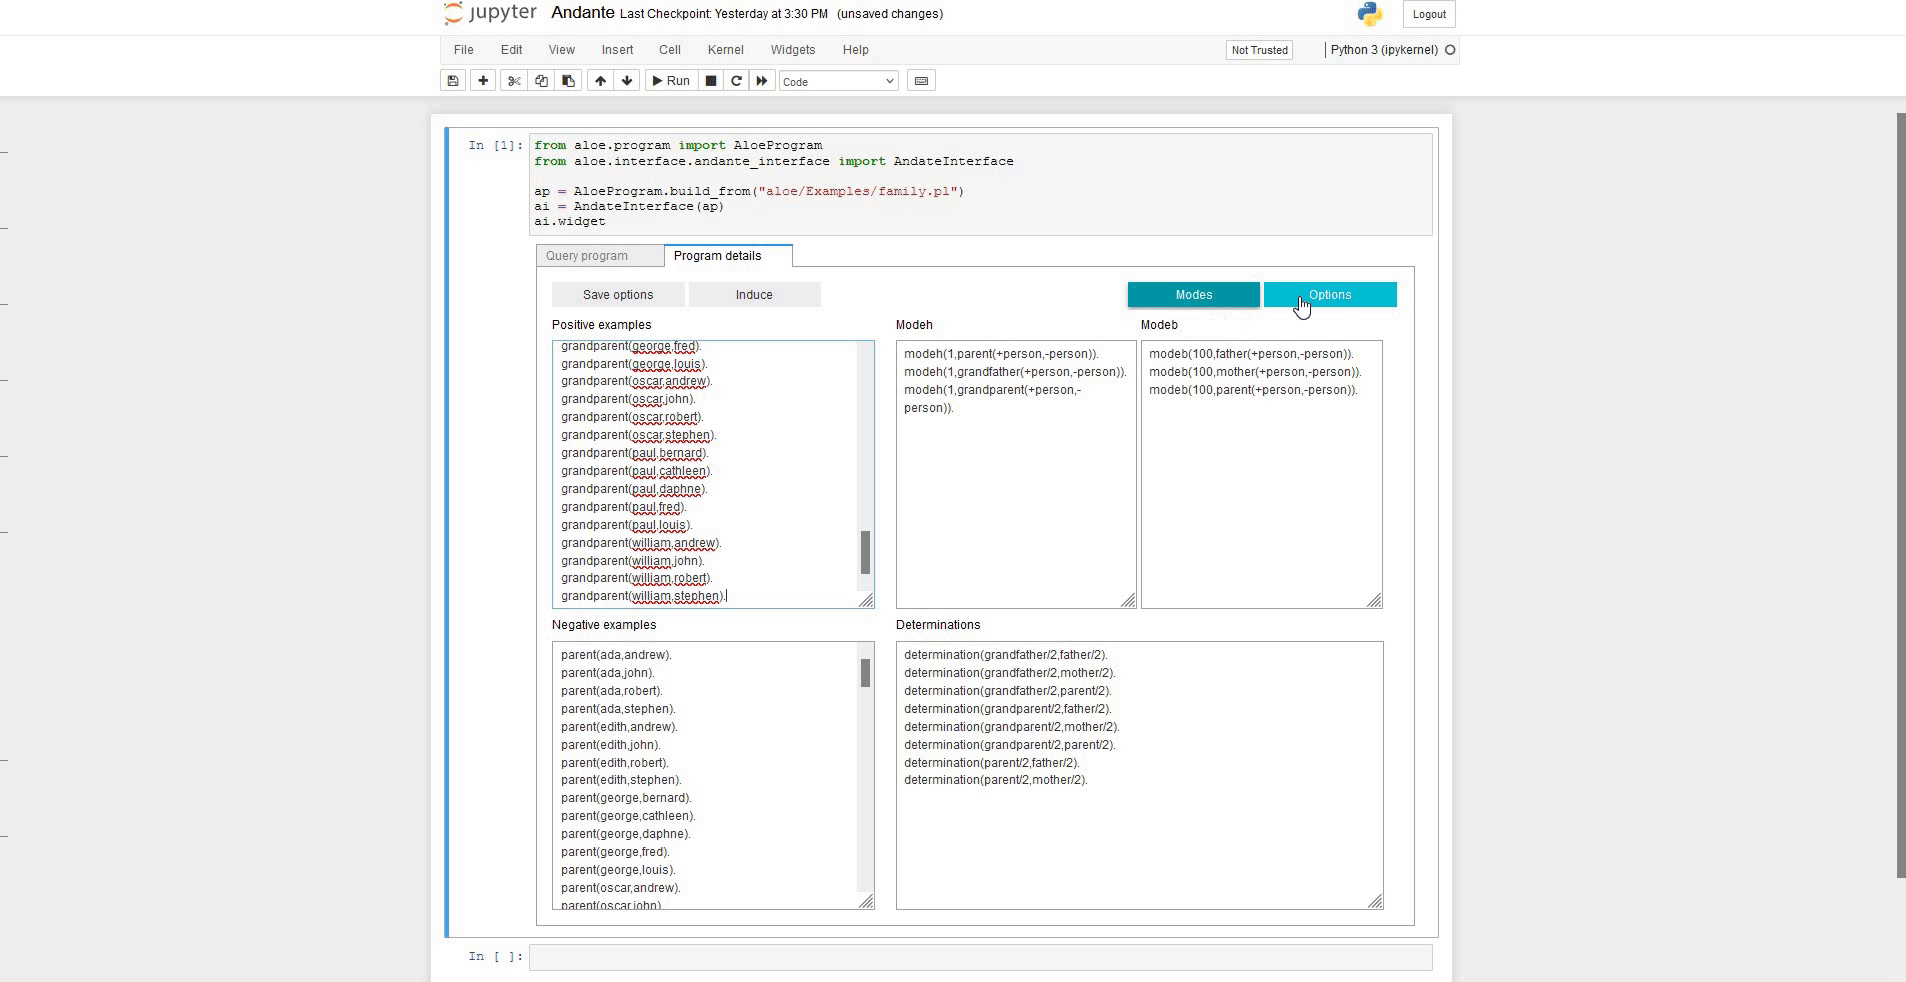 jupyter Andante Last Checkpoint: Yesterday at 3:30 PM (unsaved changes) Logout
File Edit View Insert Cell Kernel Widgets Help Not Trusted Python 3 (ipykernel)
Run Code
In [1]:
from aloe.program import AloeProgram
from aloe.interface.andante_interface import AndateInterface
ap = AloeProgram.build_from("aloe/Examples/family.pl")
ai = AndateInterface(ap)
ai.widget
Query program Program details
Save options Induce Modes Options
Positive examples
grandparent(george,fred).
grandparent(george,louis).
grandparent(oscar,andrew).
grandparent(oscar,john).
grandparent(oscar,robert).
grandparent(oscar,stephen).
grandparent(paul,bernard).
grandparent(paul,cathleen).
grandparent(paul,daphne).
grandparent(paul,fred).
grandparent(paul,louis).
grandparent(william,andrew).
grandparent(william,john).
grandparent(william,robert).
grandparent(william,stephen).
Modeh
modeh(1,parent(+person,-person)).
modeh(1,grandfather(+person,-person)).
modeh(1,grandparent(+person,-
person)).
Modeb
modeb(100,father(+person,-person)).
modeb(100,mother(+person,-person)).
modeb(100,parent(+person,-person)).
Negative examples
parent(ada,andrew).
parent(ada,john).
parent(ada,robert).
parent(ada,stephen).
parent(edith,andrew).
parent(edith,john).
parent(edith,robert).
parent(edith,stephen).
parent(george,bernard).
parent(george,cathleen).
parent(george,daphne).
parent(george,fred).
parent(george,louis).
parent(oscar,andrew).
parent(oscar,john)
Determinations
determination(grandfather/2,father/2).
determination(grandfather/2,mother/2).
determination(grandfather/2,parent/2).
determination(grandparent/2,father/2).
determination(grandparent/2,mother/2).
determination(grandparent/2,parent/2).
determination(parent/2,father/2).
determination(parent/2,mother/2).
In [ ]: